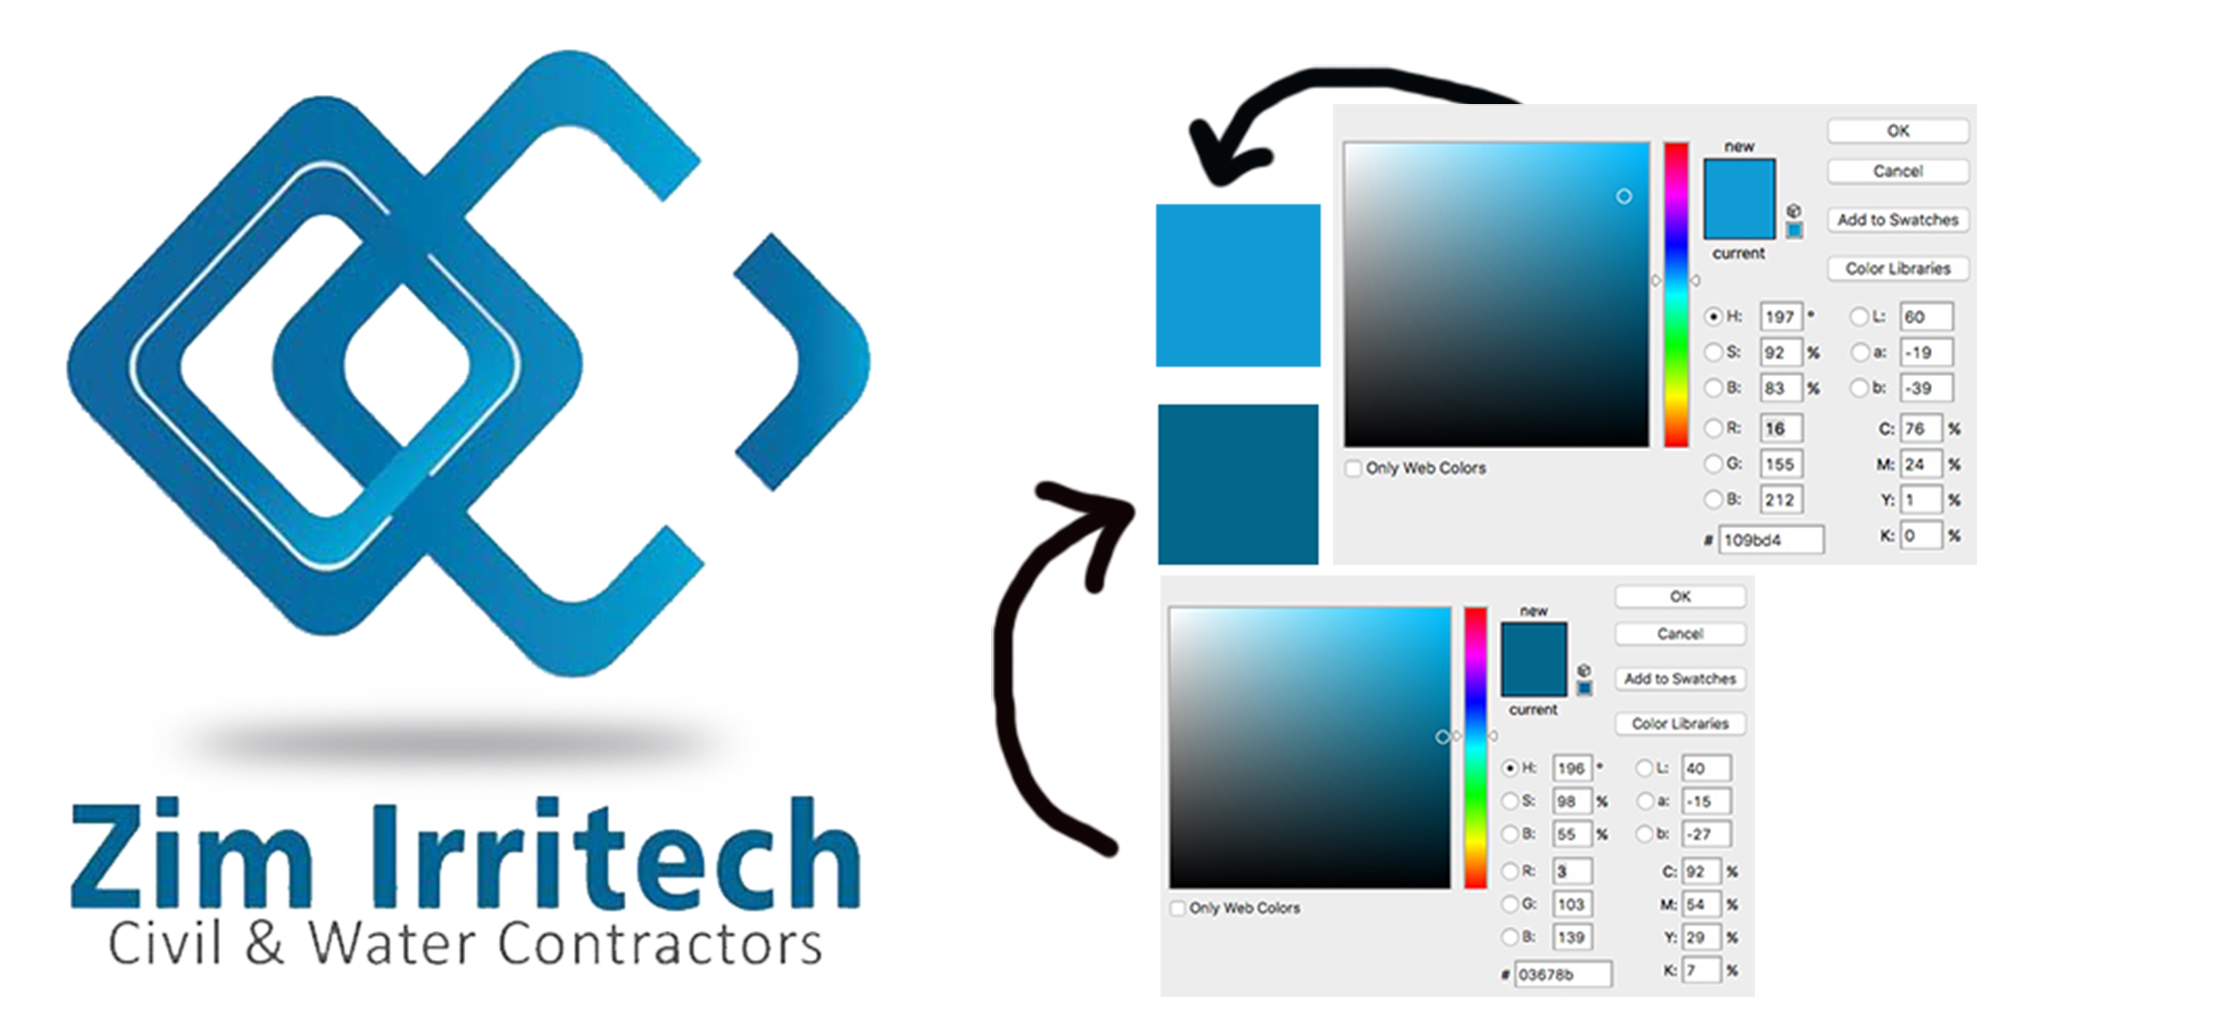 Zim Irritech
Civil & Water Contractors
new
current
OK
Cancel
Add to Swatches
Color Libraries
H: 197 °
S: 92 %
B: 83 %
R: 16
G: 155
B: 212
# 109bd4
L: 60
a: -19
b: -39
C: 76 %
M: 24 %
Y: 1 %
K: 0 %
Only Web Colors
new
current
OK
Cancel
Add to Swatches
Color Libraries
H: 196 °
S: 98 %
B: 55 %
R: 3
G: 103
B: 139
# 03678b
L: 40
a: -15
b: -27
C: 92 %
M: 54 %
Y: 29 %
K: 7 %
Only Web Colors